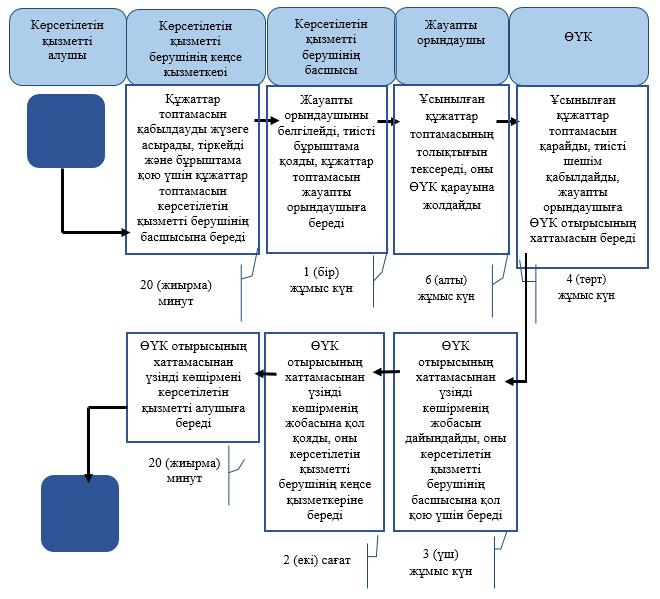 Көрсетілетін
қызметті
алушы
Көрсетілетін
қызметті
берушінің кеңсе
қызметкері
Көрсетілетін
қызметті
берушінің
басшысы
Жауапты
орындаушы
ӨҮК
Құжаттар
топтамасын
қабылдауды жүзеге
асырады, тіркейді
және бұрыштама
қою үшін құжаттар
топтамасын
көрсетілетін
қызметті берушінің
басшысына береді
Жауапты
орындаушыны
белгілейді, тиісті
бұрыштама
қояды, құжаттар
топтамасын
жауапты
орындаушыға
береді
Ұсынылған
құжаттар
топтамасының
толықтығын
тексереді, оны
ӨҮК қарауына
жолдайды
Ұсынылған
құжаттар
топтамасын
қарайды, тиісті
шешім
қабылдайды,
жауапты
орындаушыға
ӨҮК отырысының
хаттамасын береді
20 (жиырма)
минут
1 (бір)
жұмыс күн
6 (алты)
жұмыс күн
4 (төрт)
жұмыс күн
ӨҮК отырысының
хаттамасынан
үзінді көшірмені
көрсетілетін
қызметті алушыға
береді
ӨҮК
отырысының
хаттамасынан
үзінді
көшірменің
жобасына қол
қояды, оны
көрсетілетін
қызметті
берушінің кеңсе
қызметкеріне
береді
ӨҮК
отырысының
хаттамасынан
үзінді
көшірменің
жобасын
дайындайды, оны
көрсетілетін
қызметті
берушінің
басшысына қол
қою үшін береді
20 (жиырма)
минут
2 (екі) сағат
3 (үш)
жұмыс күн